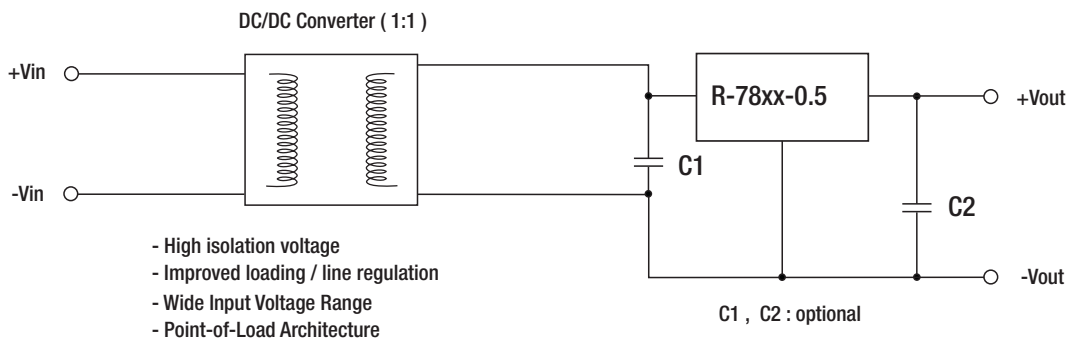 DC/DC Converter ( 1:1 )
+Vin
-Vin
R-78xx-0.5
+Vout
C1
C2
-Vout
- High isolation voltage
- Improved loading / line regulation
- Wide Input Voltage Range
- Point-of-Load Architecture
C1 , C2 : optional